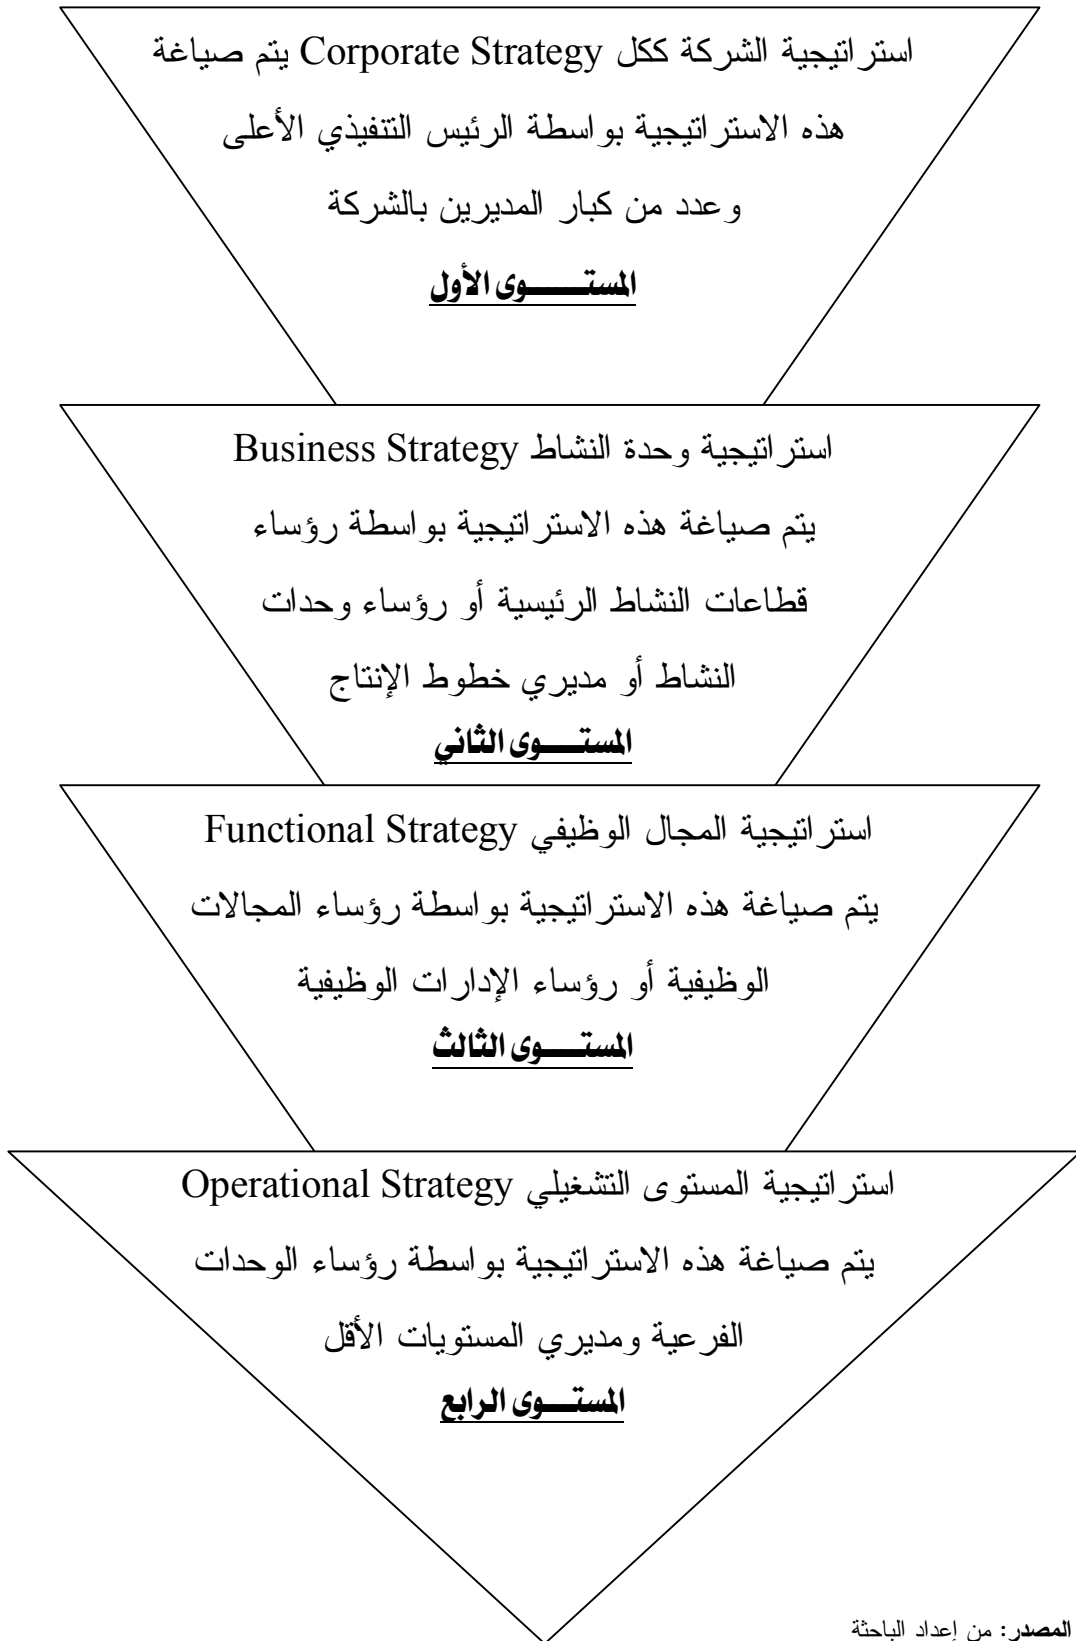 استراتيجية الشركة ككل Corporate Strategy يتم صياغة
هذه الاستراتيجية بواسطة الرئيس التنفيذي الأعلى
وعدد من كبار المديرين بالشركة
المستـــــوى الأول
استراتيجية وحدة النشاط Business Strategy
يتم صياغة هذه الاستراتيجية بواسطة رؤساء
قطاعات النشاط الرئيسية أو رؤساء وحدات
النشاط أو مديري خطوط الإنتاج
المستـــــوى الثاني
استراتيجية المجال الوظيفي Functional Strategy
يتم صياغة هذه الاستراتيجية بواسطة رؤساء المجالات
الوظيفية أو رؤساء الإدارات الوظيفية
المستـــــوى الثالث
استراتيجية المستوى التشغيلي Operational Strategy
يتم صياغة هذه الاستراتيجية بواسطة رؤساء الوحدات
الفرعية ومديري المستويات الأقل
المستـــــوى الرابع
المصدر: من إعداد الباحثة